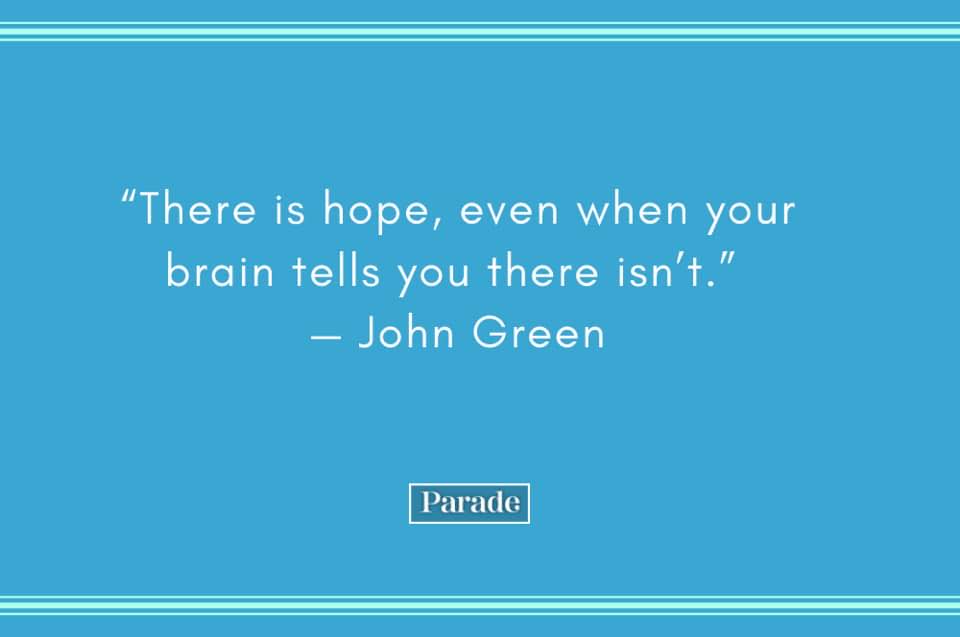 “There is hope, even when your
brain tells you there isn’t.”
— John Green
Parade